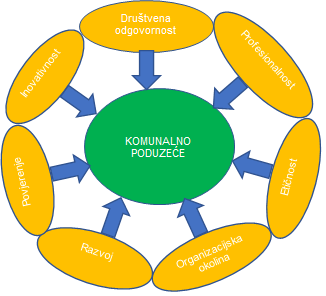 Društvena
odgovornost
Profesionalnost
Etičnost
Organizacijska
okolina
Razvoj
Povjerenje
Inovativnost
KOMUNALNO
PODUZEĆE